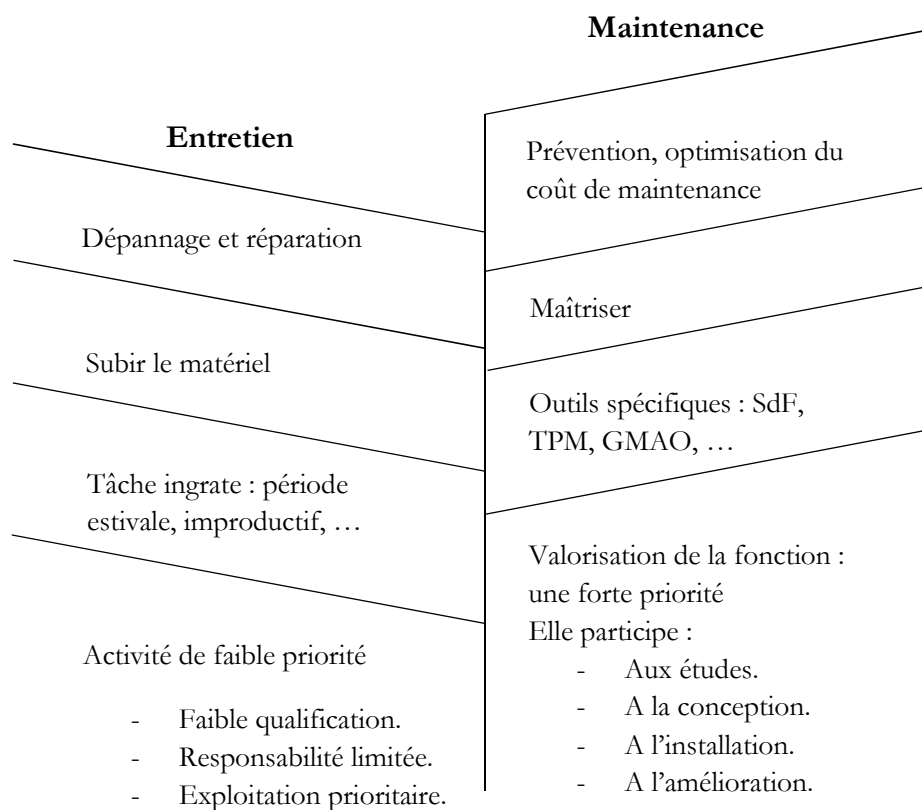 Maintenance
Entretien
Prévention, optimisation du
coût de maintenance
Dépannage et réparation
Maîtriser
Subir le matériel
Outils spécifiques : SdF,
TPM, GMAO, …
Tâche ingrate : période
estivale, improductif, …
Valorisation de la fonction :
une forte priorité
Elle participe :
- Aux études.
- A la conception.
- A l’installation.
- A l’amélioration.
Activité de faible priorité
- Faible qualification.
- Responsabilité limitée.
- Exploitation prioritaire.